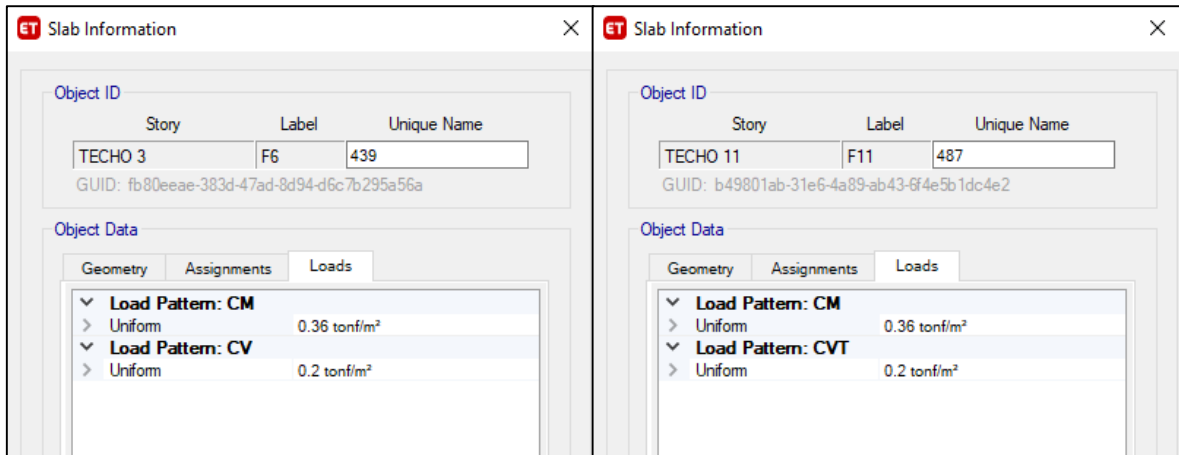 ET Slab Information
Object ID
Story Label Unique Name
TECHO 3 F6 439
GUID: fb80eeae-383d-47ad-8d94-d6c7b295a56a
Object Data
Geometry Assignments Loads
Load Pattern: CM
Uniform 0.36 tonf/m²
Load Pattern: CV
Uniform 0.2 tonf/m²
ET Slab Information
Object ID
Story Label Unique Name
TECHO 11 F11 487
GUID: b49801ab-31e6-4a89-ab43-6f4e5b1dc4e2
Object Data
Geometry Assignments Loads
Load Pattern: CM
Uniform 0.36 tonf/m²
Load Pattern: CVT
Uniform 0.2 tonf/m²